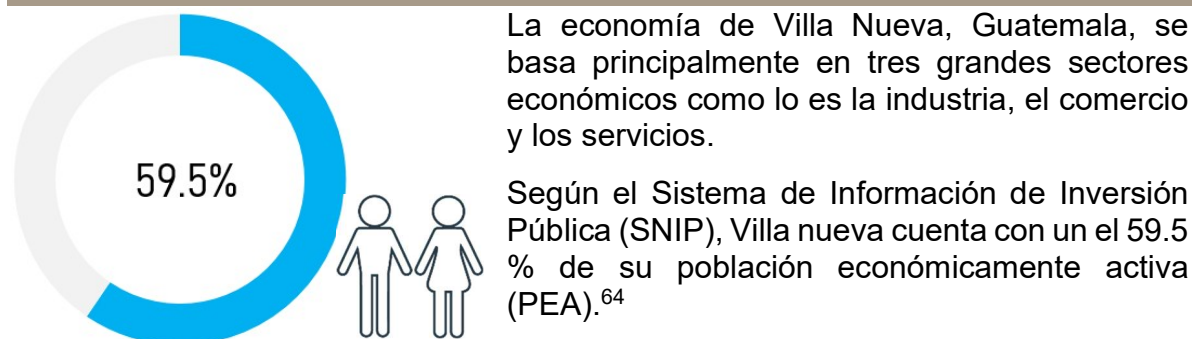 59.5%
La economía de Villa Nueva, Guatemala, se
basa principalmente en tres grandes sectores
económicos como lo es la industria, el comercio
y los servicios.
Según el Sistema de Información de Inversión
Pública (SNIP), Villa nueva cuenta con un el 59.5
% de su población económicamente activa
(PEA).64